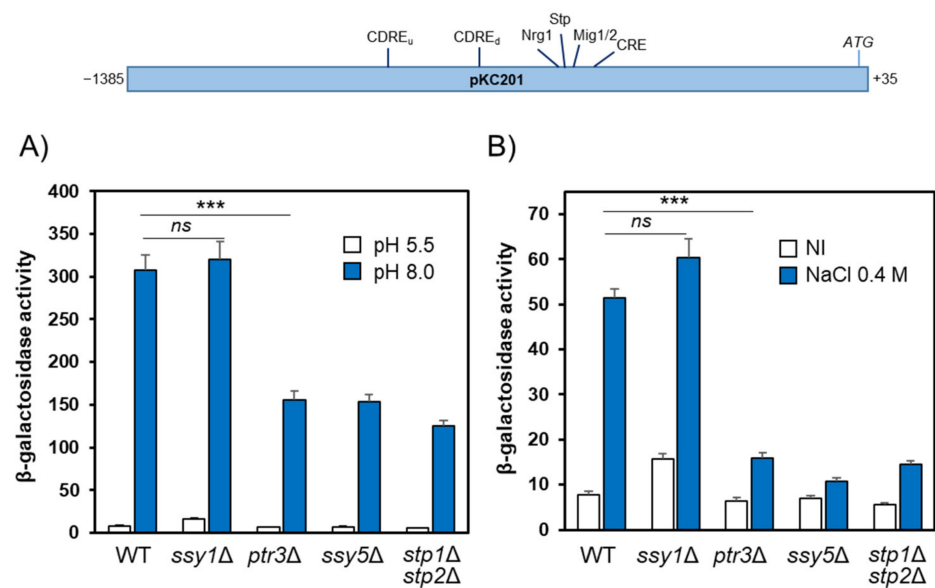 Stp
CDREu CDREd Nrg1 Mig1/2
CRE ATG
−1385 pKC201 +35
A)
β-galactosidase activity
400
350
300
250
200
150
100
50
0
***
ns
pH 5.5
pH 8.0
WT ssy1Δ ptr3Δ ssy5Δ stp1Δ
stp2Δ
B)
β-galactosidase activity
70
60
50
40
30
20
10
0
***
ns
NI
NaCl 0.4 M
WT ssy1Δ ptr3Δ ssy5Δ stp1Δ
stp2Δ